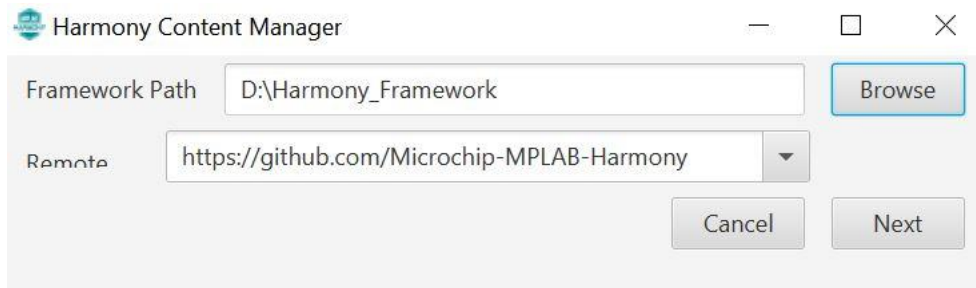 Harmony Content Manager
Framework Path D:\Harmony_Framework Browse
Remote https://github.com/Microchip-MPLAB-Harmony
Cancel Next